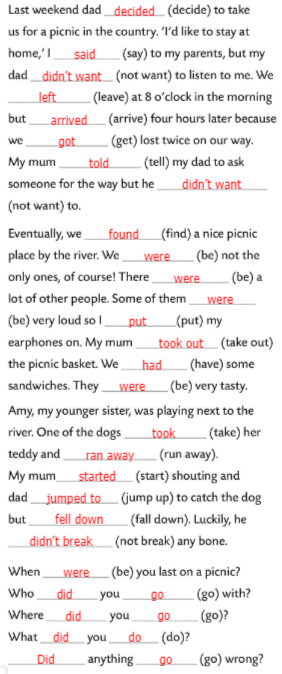 Last weekend dad decided (decide) to take
us for a picnic in the country. 'I'd like to stay at
home,' I said (say) to my parents, but my
dad didn't want (not want) to listen to me. We
left (leave) at 8 o'clock in the morning
but arrived (arrive) four hours later because
we got (get) lost twice on our way.
My mum told (tell) my dad to ask
someone for the way but he didn't want
(not want) to.
Eventually, we found (find) a nice picnic
place by the river. We were (be) not the
only ones, of course! There were (be) a
lot of other people. Some of them were
(be) very loud so I put (put) my
earphones on. My mum took out (take out)
the picnic basket. We had (have) some
sandwiches. They were (be) very tasty.
Amy, my younger sister, was playing next to the
river. One of the dogs took (take) her
teddy and ran away (run away).
My mum started (start) shouting and
dad jumped to (jump up) to catch the dog
but fell down (fall down). Luckily, he
didn't break (not break) any bone.
When were (be) you last on a picnic?
Who did you go (go) with?
Where did you go (go)?
What did you do (do)?
Did anything go (go) wrong?